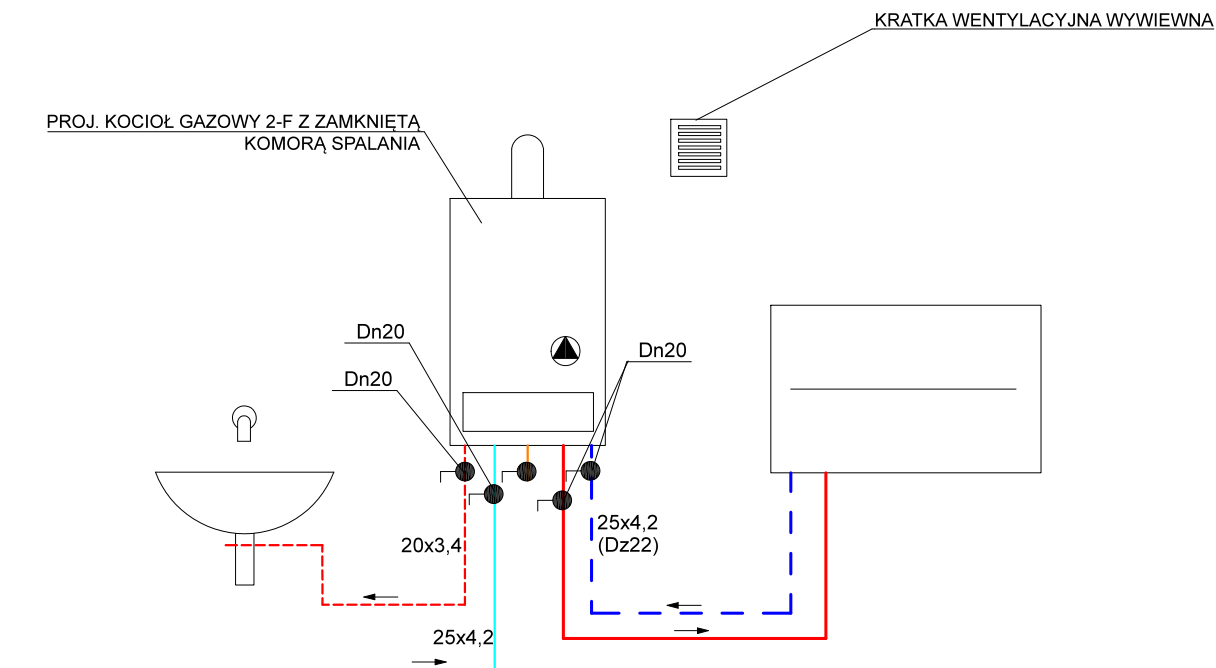 KRATKA WENTYLACYJNA WYWIEWNA
PROJ. KOCIOŁ GAZOWY 2-F Z ZAMKNIĘTĄ
KOMORĄ SPALANIA
Dn20
Dn20
Dn20
25x4,2
(Dz22)
20x3,4
25x4,2